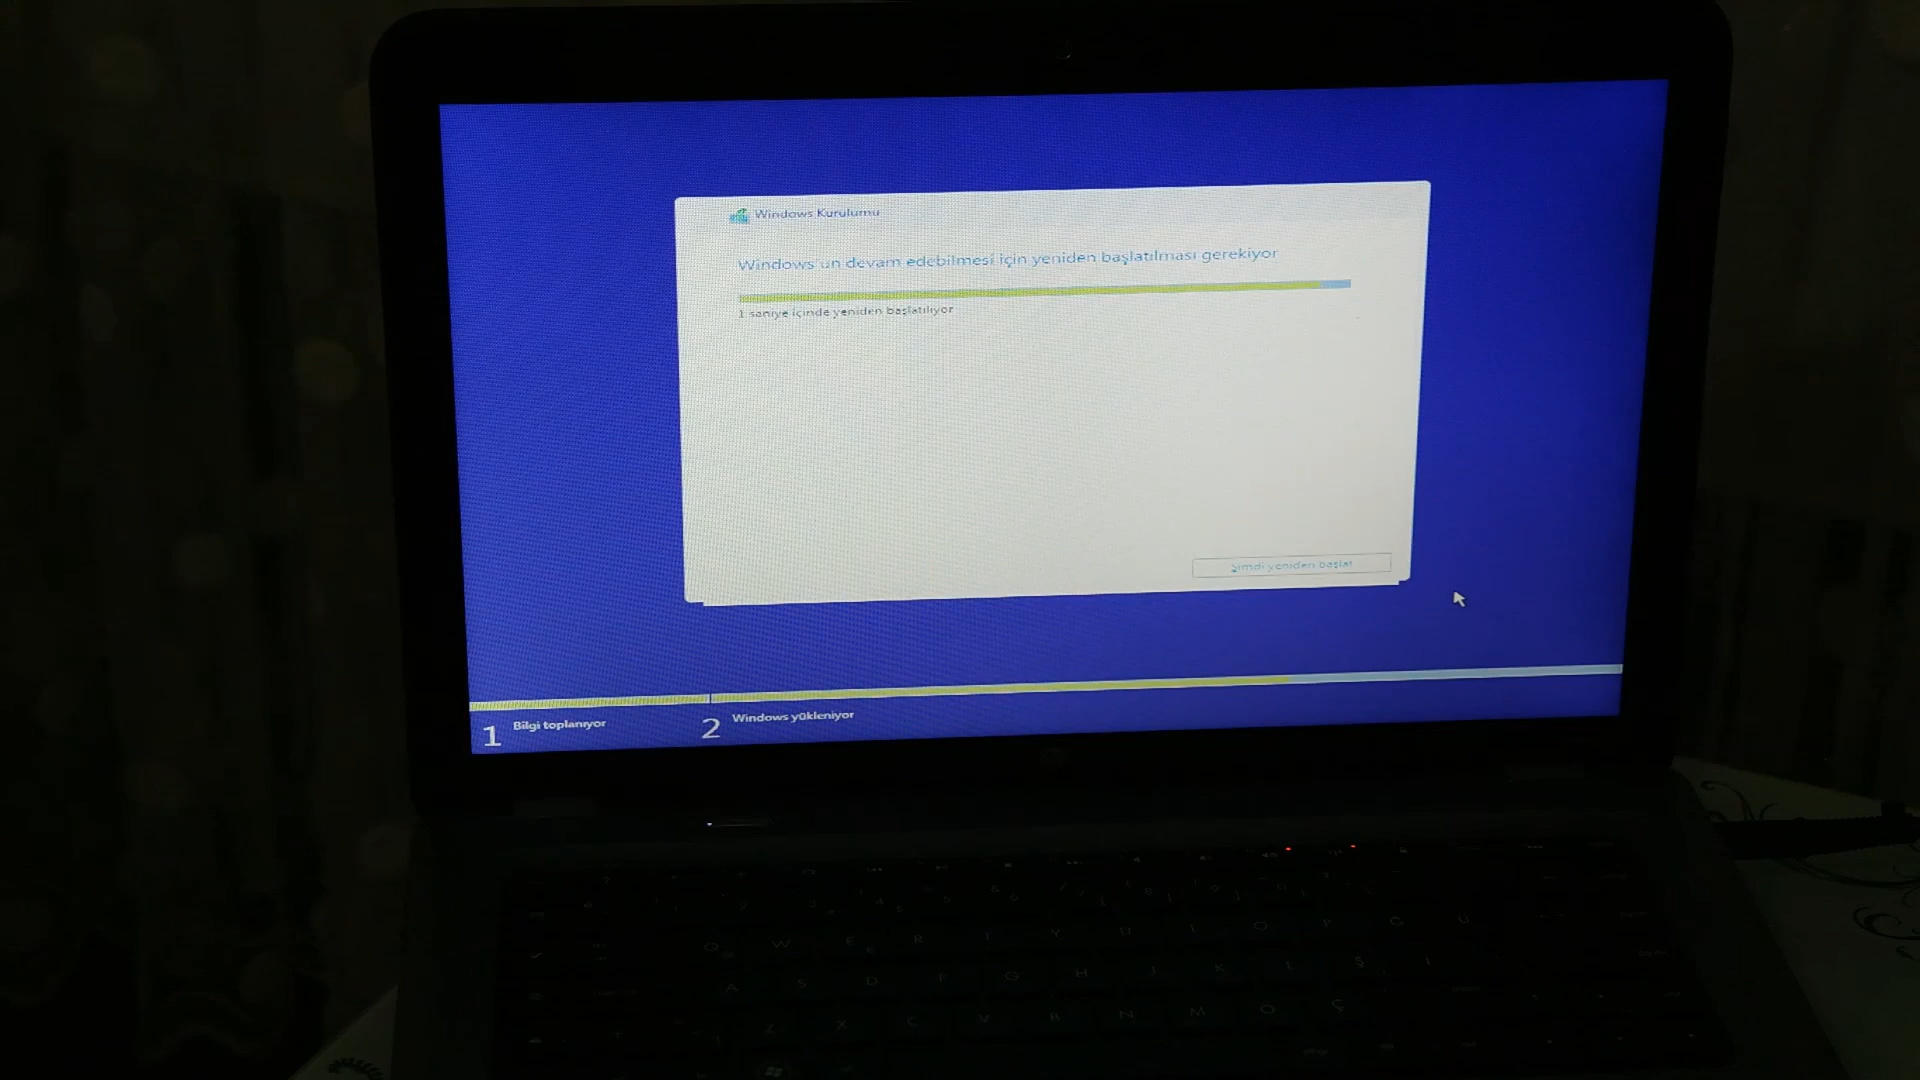 Windows Kurulumu
Windows'un devam edebilmesi için yeniden başlatılması gerekiyor
1 saniye içinde yeniden başlatılıyor
Şimdi yeniden başlat
1 Bilgi toplanıyor
2 Windows yükleniyor
Q W E R T Y U I O P Ğ Ü
A S D F G H J K L Ş İ
Z X C V B N M Ö Ç